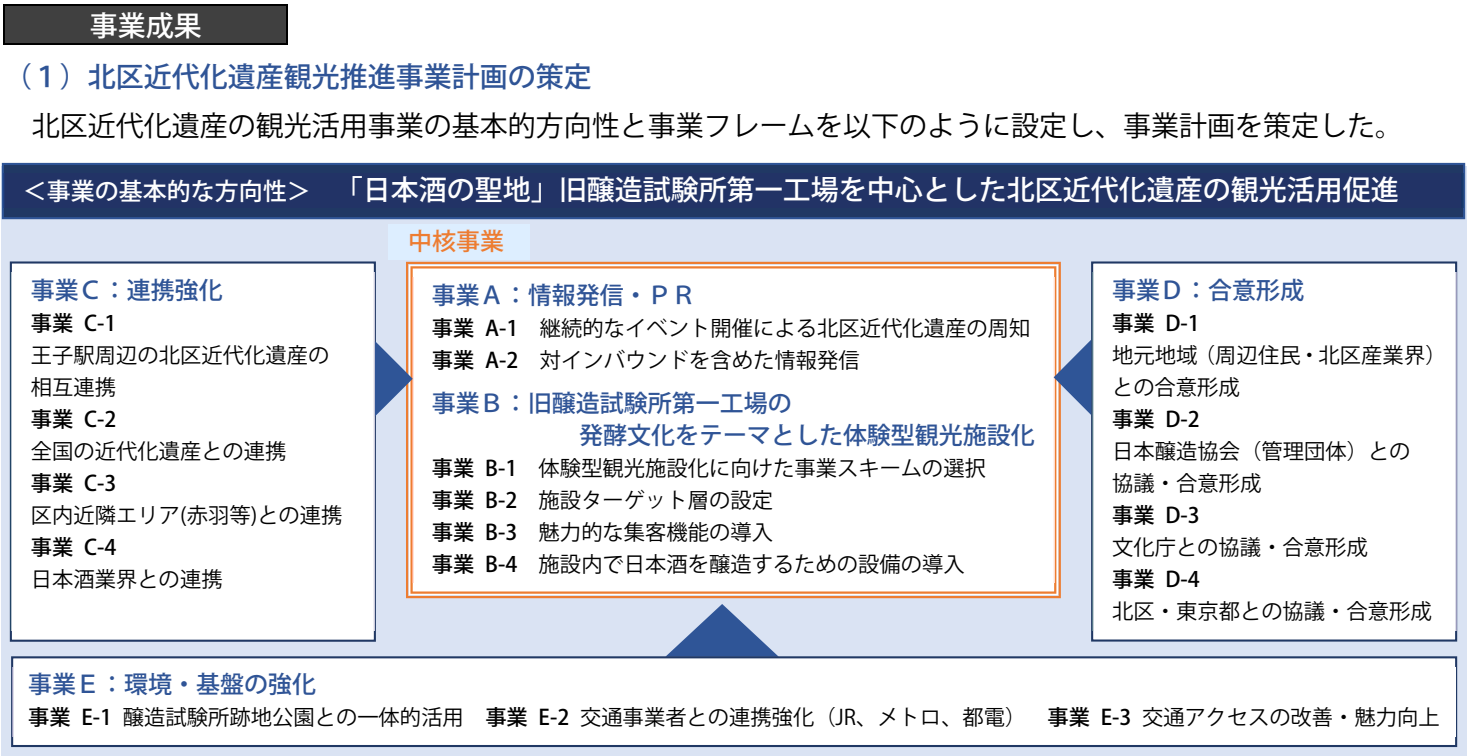 事業成果
（１）北区近代化遺産観光推進事業計画の策定
北区近代化遺産の観光活用事業の基本的方向性と事業フレームを以下のように設定し、事業計画を策定した。
＜事業の基本的な方向性＞　「日本酒の聖地」旧醸造試験所第一工場を中心とした北区近代化遺産の観光活用促進
中核事業
事業Ｃ：連携強化
事業 C-1
王子駅周辺の北区近代化遺産の
相互連携
事業 C-2
全国の近代化遺産との連携
事業 C-3
区内近隣エリア(赤羽等)との連携
事業 C-4
日本酒業界との連携
事業Ａ：情報発信・ＰＲ
事業 A-1　継続的なイベント開催による北区近代化遺産の周知
事業 A-2　対インバウンドを含めた情報発信
事業Ｂ：旧醸造試験所第一工場の
発酵文化をテーマとした体験型観光施設化
事業 B-1　体験型観光施設化に向けた事業スキームの選択
事業 B-2　施設ターゲット層の設定
事業 B-3　魅力的な集客機能の導入
事業 B-4　施設内で日本酒を醸造するための設備の導入
事業Ｄ：合意形成
事業 D-1
地元地域（周辺住民・北区産業界）
との合意形成
事業 D-2
日本醸造協会（管理団体）との
協議・合意形成
事業 D-3
文化庁との協議・合意形成
事業 D-4
北区・東京都との協議・合意形成
事業Ｅ：環境・基盤の強化
事業 E-1 醸造試験所跡地公園との一体的活用　事業 E-2 交通事業者との連携強化（JR、メトロ、都電）　事業 E-3 交通アクセスの改善・魅力向上